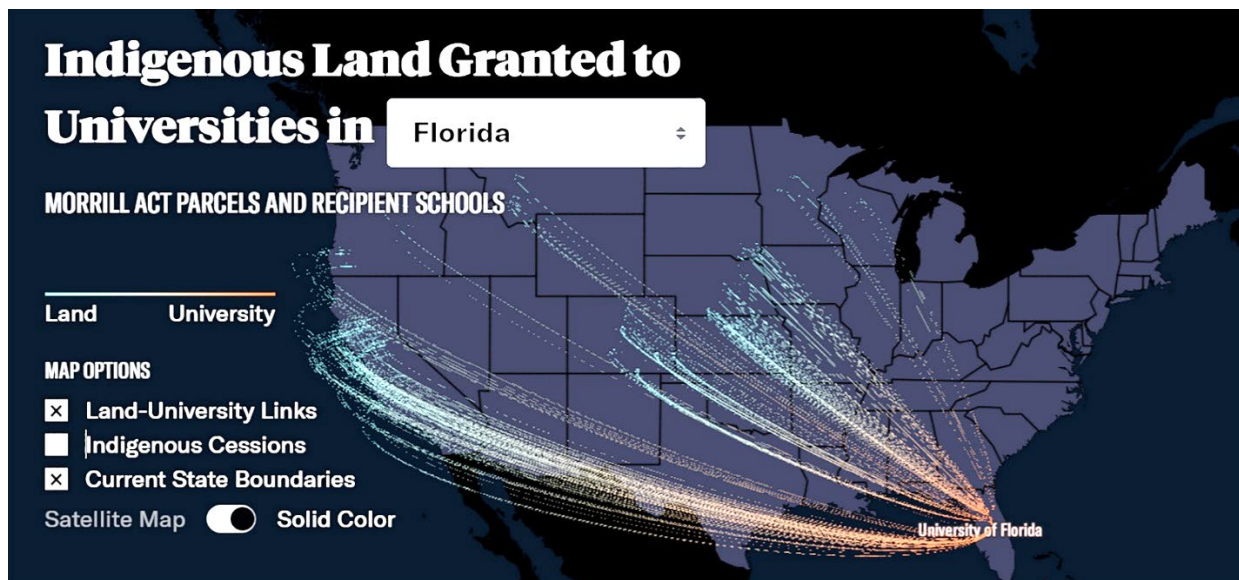 Indigenous Land Granted to
Universities in Florida
MORRILL ACT PARCELS AND RECIPIENT SCHOOLS
Land University
MAP OPTIONS
Land-University Links
Indigenous Cessions
Current State Boundaries
Satellite Map Solid Color
University of Florida